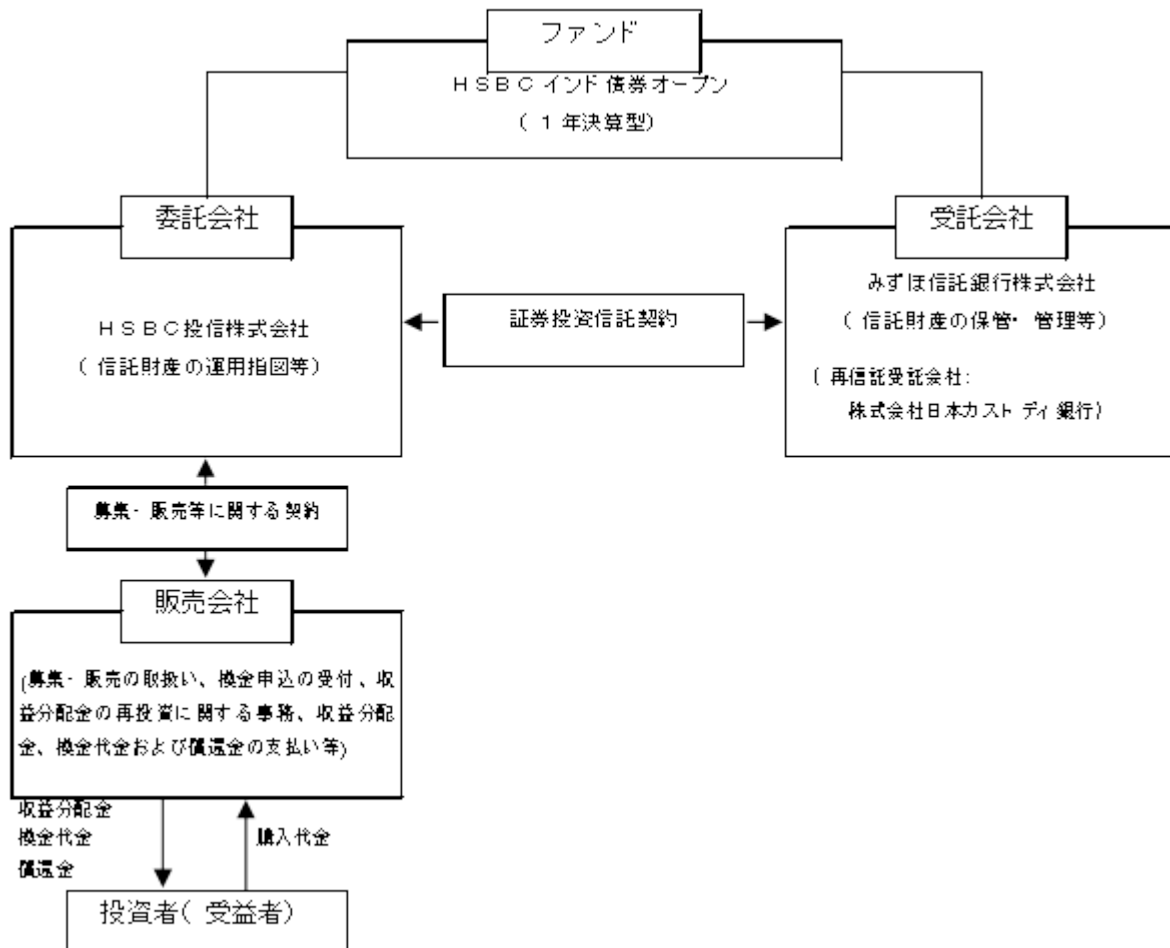 ファンド
HSBCインド債券オープン
(1年決算型)
委託会社
受託会社
HSBC投信株式会社
(信託財産の運用指図等)
証券投資信託契約
みずほ信託銀行株式会社
(信託財産の保管・管理等)
(再信託受託会社:
株式会社日本カストディ銀行)
募集・販売等に関する契約
販売会社
(募集・販売の取扱い、換金申込の受付、収
益分配金の再投資に関する事務、収益分配
金、換金代金および償還金の支払い等)
収益分配金
換金代金
償還金
購入代金
投資者(受益者)